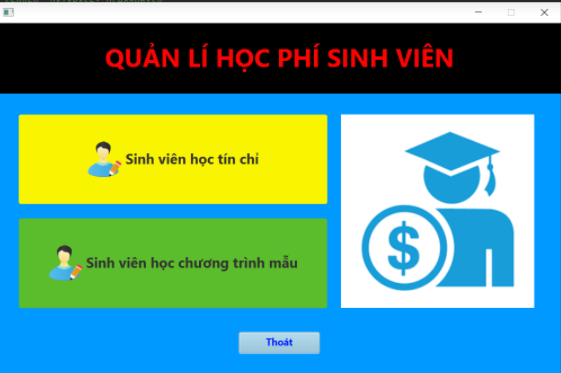 QUẢN LÍ HỌC PHÍ SINH VIÊN
Sinh viên học tín chỉ
$
Sinh viên học chương trình mẫu
Thoát